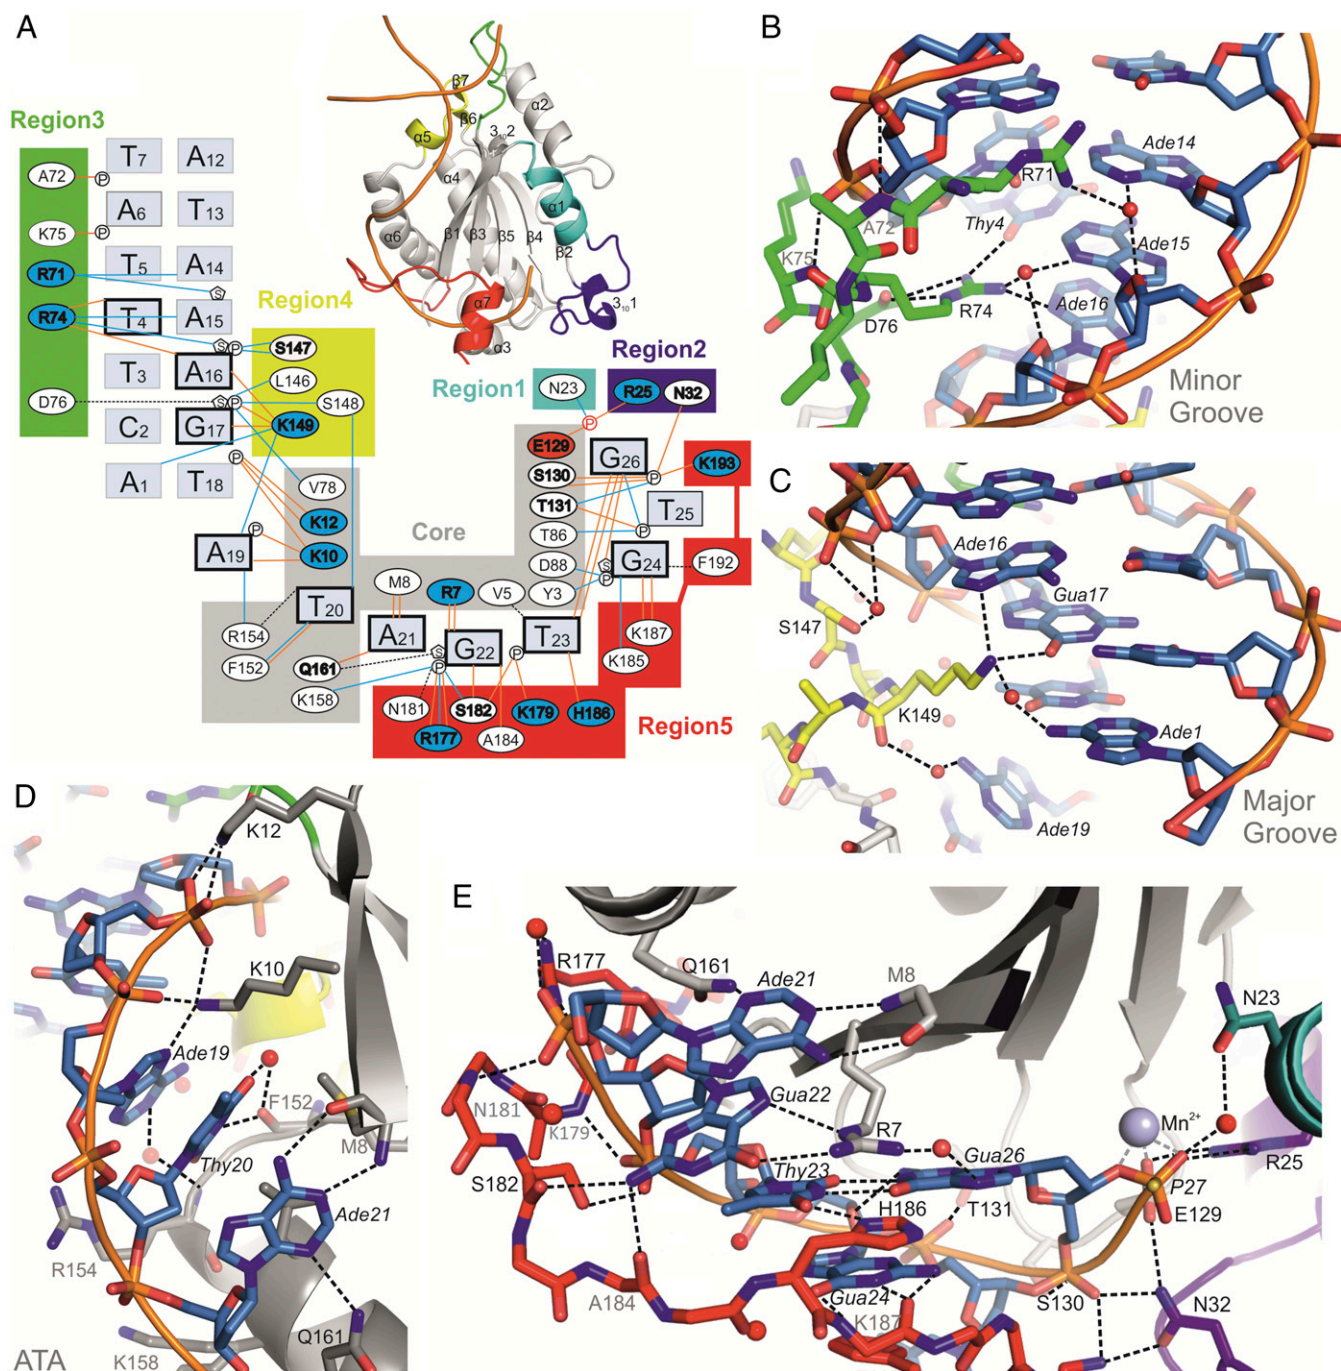 A
Region3
A72
K75
R71
R74
D76
P
P
T7 A12
A6 T13
T5 A14
S
T4 A15
S P
T3 A16
S P
C2 G17
P
A1 T18
Region4
S147
L146
S148
K149
V78
K12
K10
P
A19
T20
R154
F152
Q161
K158
Core
M8
R7
V5
Y3
A21
S
P
G22
P
T23
N181
R177
S182
A184
K179
H186
Region5
K185
K187
F192
K193
Region1
N23
P
Region2
R25
N32
E129
S130
T131
T86
D88
G26
P
T25
P
S
P
G24
β7
α2
β6
α5
3102
α4
α1
α6
β1
β3
β5
β4
β2
α7
α3
3101
B
R71
Ade14
A72
Thy4
K75
Ade15
D76
R74
Ade16
Minor
Groove
C
Ade16
Gua17
S147
K149
Ade1
Ade19
Major
Groove
D
K12
K10
Ade19
F152
M8
Thy20
Ade21
R154
Q161
K158
ATA
E
R177
Q161
Ade21
M8
N23
N181
K179
Gua22
R7
Mn2+
Gua26
R25
S182
Thy23
P27
H186
T131
E129
A184
Gua24
K187
S130
N32